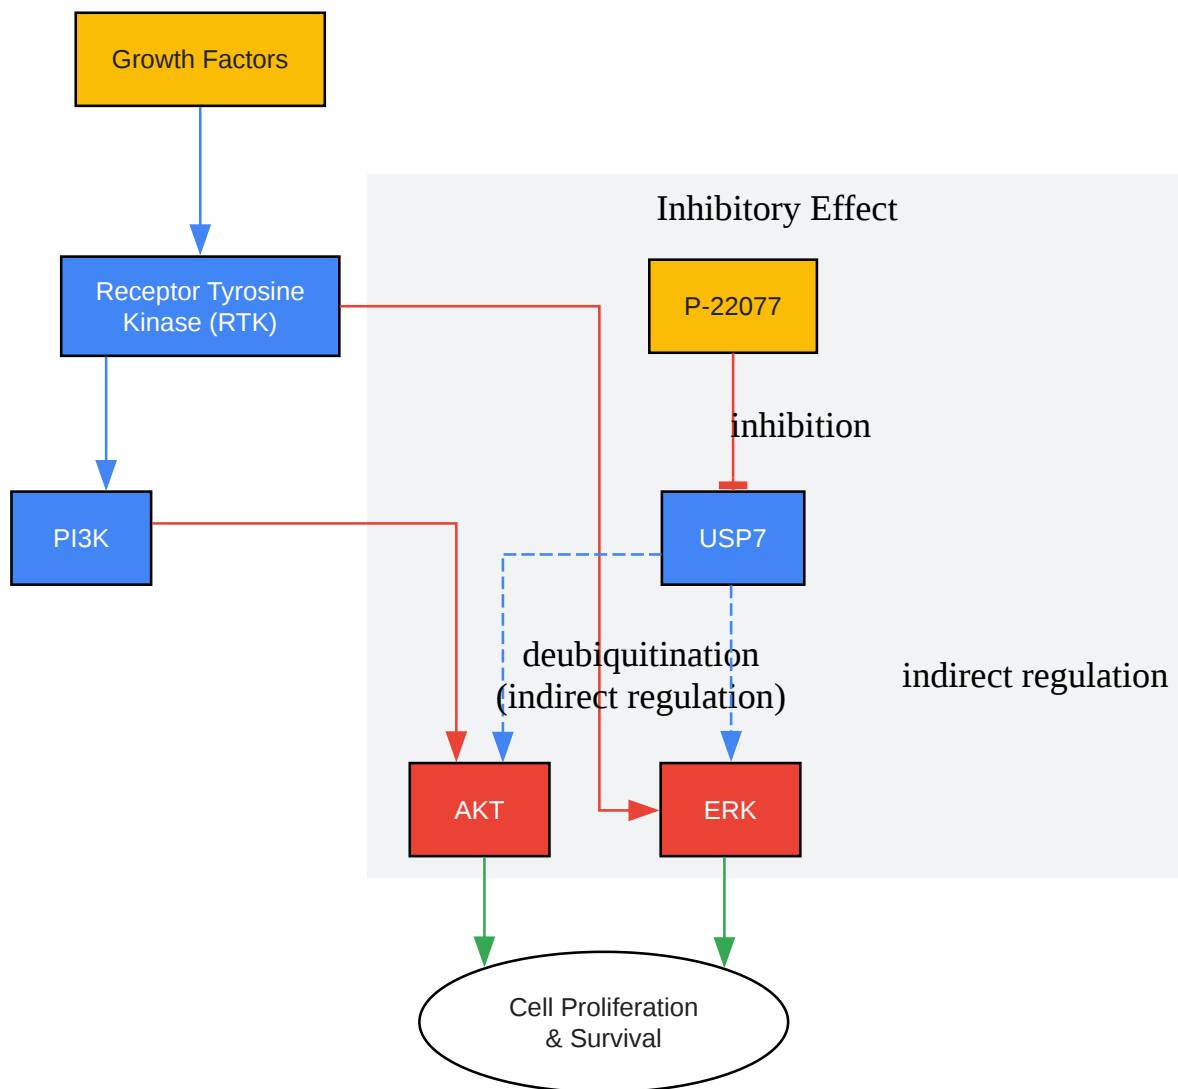 Growth Factors
Inhibitory Effect
Receptor Tyrosine
Kinase (RTK)
P-22077
inhibition
PI3K
USP7
deubiquitination
(indirect regulation)
indirect regulation
AKT
ERK
Cell Proliferation
& Survival